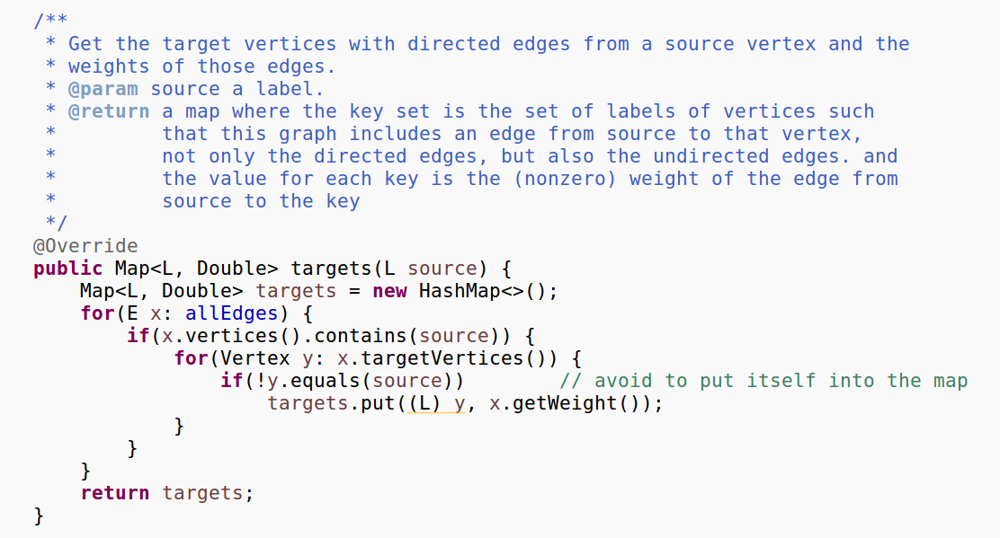 /**
 * Get the target vertices with directed edges from a source vertex and the
 * weights of those edges.
 * @param source a label.
 * @return a map where the key set is the set of labels of vertices such
 *         that this graph includes an edge from source to that vertex,
 *         not only the directed edges, but also the undirected edges. and
 *         the value for each key is the (nonzero) weight of the edge from
 *         source to the key
 */
@Override
public Map<L, Double> targets(L source) {
    Map<L, Double> targets = new HashMap<>();
    for(E x: allEdges) {
        if(x.vertices().contains(source)) {
            for(Vertex y: x.targetVertices()) {
                if(!y.equals(source))        // avoid to put itself into the map
                    targets.put((L) y, x.getWeight());
            }
        }
    }
    return targets;
}